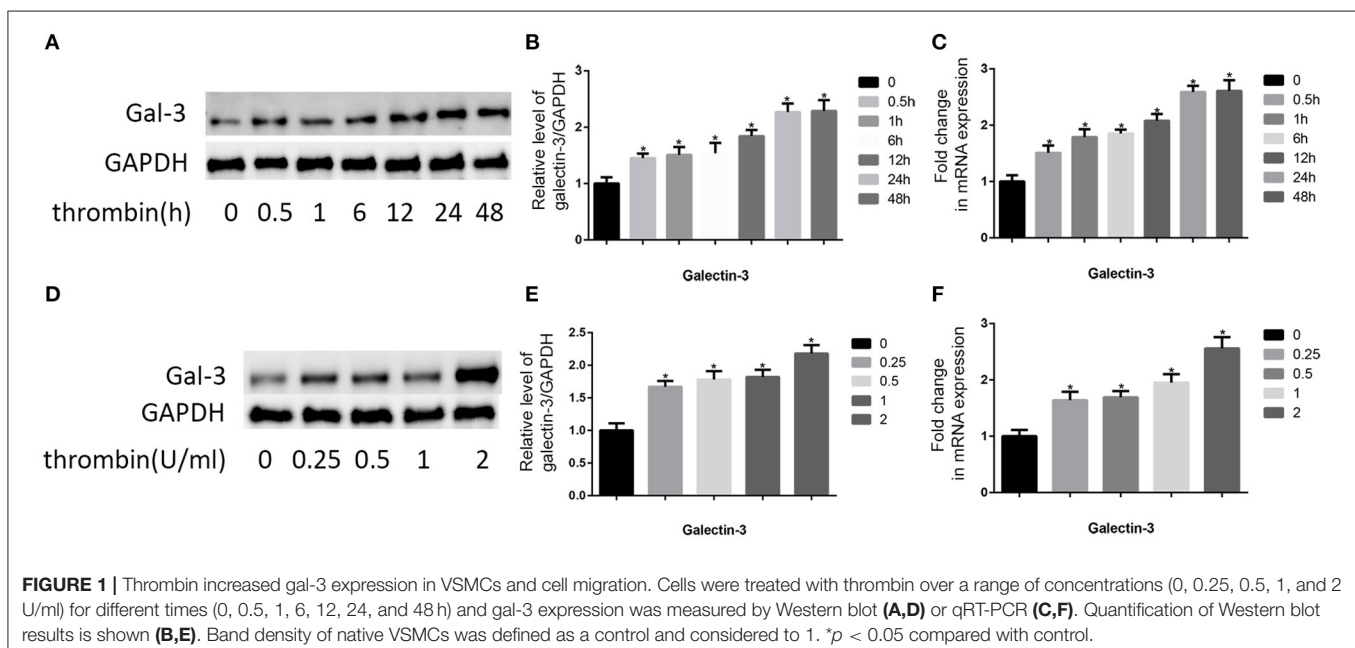 A
Gal-3
GAPDH
thrombin(h) 0 0.5 1 6 12 24 48
B
Relative level of
galectin-3/GAPDH
3
2
1
0
* * * * * *
Galectin-3
0
0.5h
1h
6h
12h
24h
48h
C
Fold change
in mRNA expression
3
2
1
0
* * * * * *
Galectin-3
0
0.5h
1h
6h
12h
24h
48h
D
Gal-3
GAPDH
thrombin(U/ml) 0 0.25 0.5 1 2
E
Relative level of
galectin-3/GAPDH
2.5
2.0
1.5
1.0
0.5
0.0
* * * *
Galectin-3
0
0.25
0.5
1
2
F
Fold change
in mRNA expression
3
2
1
0
* * * *
Galectin-3
0
0.25
0.5
1
2
FIGURE 1 | Thrombin increased gal-3 expression in VSMCs and cell migration. Cells were treated with thrombin over a range of concentrations (0, 0.25, 0.5, 1, and 2
U/ml) for different times (0, 0.5, 1, 6, 12, 24, and 48 h) and gal-3 expression was measured by Western blot (A,D) or qRT-PCR (C,F). Quantification of Western blot
results is shown (B,E). Band density of native VSMCs was defined as a control and considered to 1. *p < 0.05 compared with control.